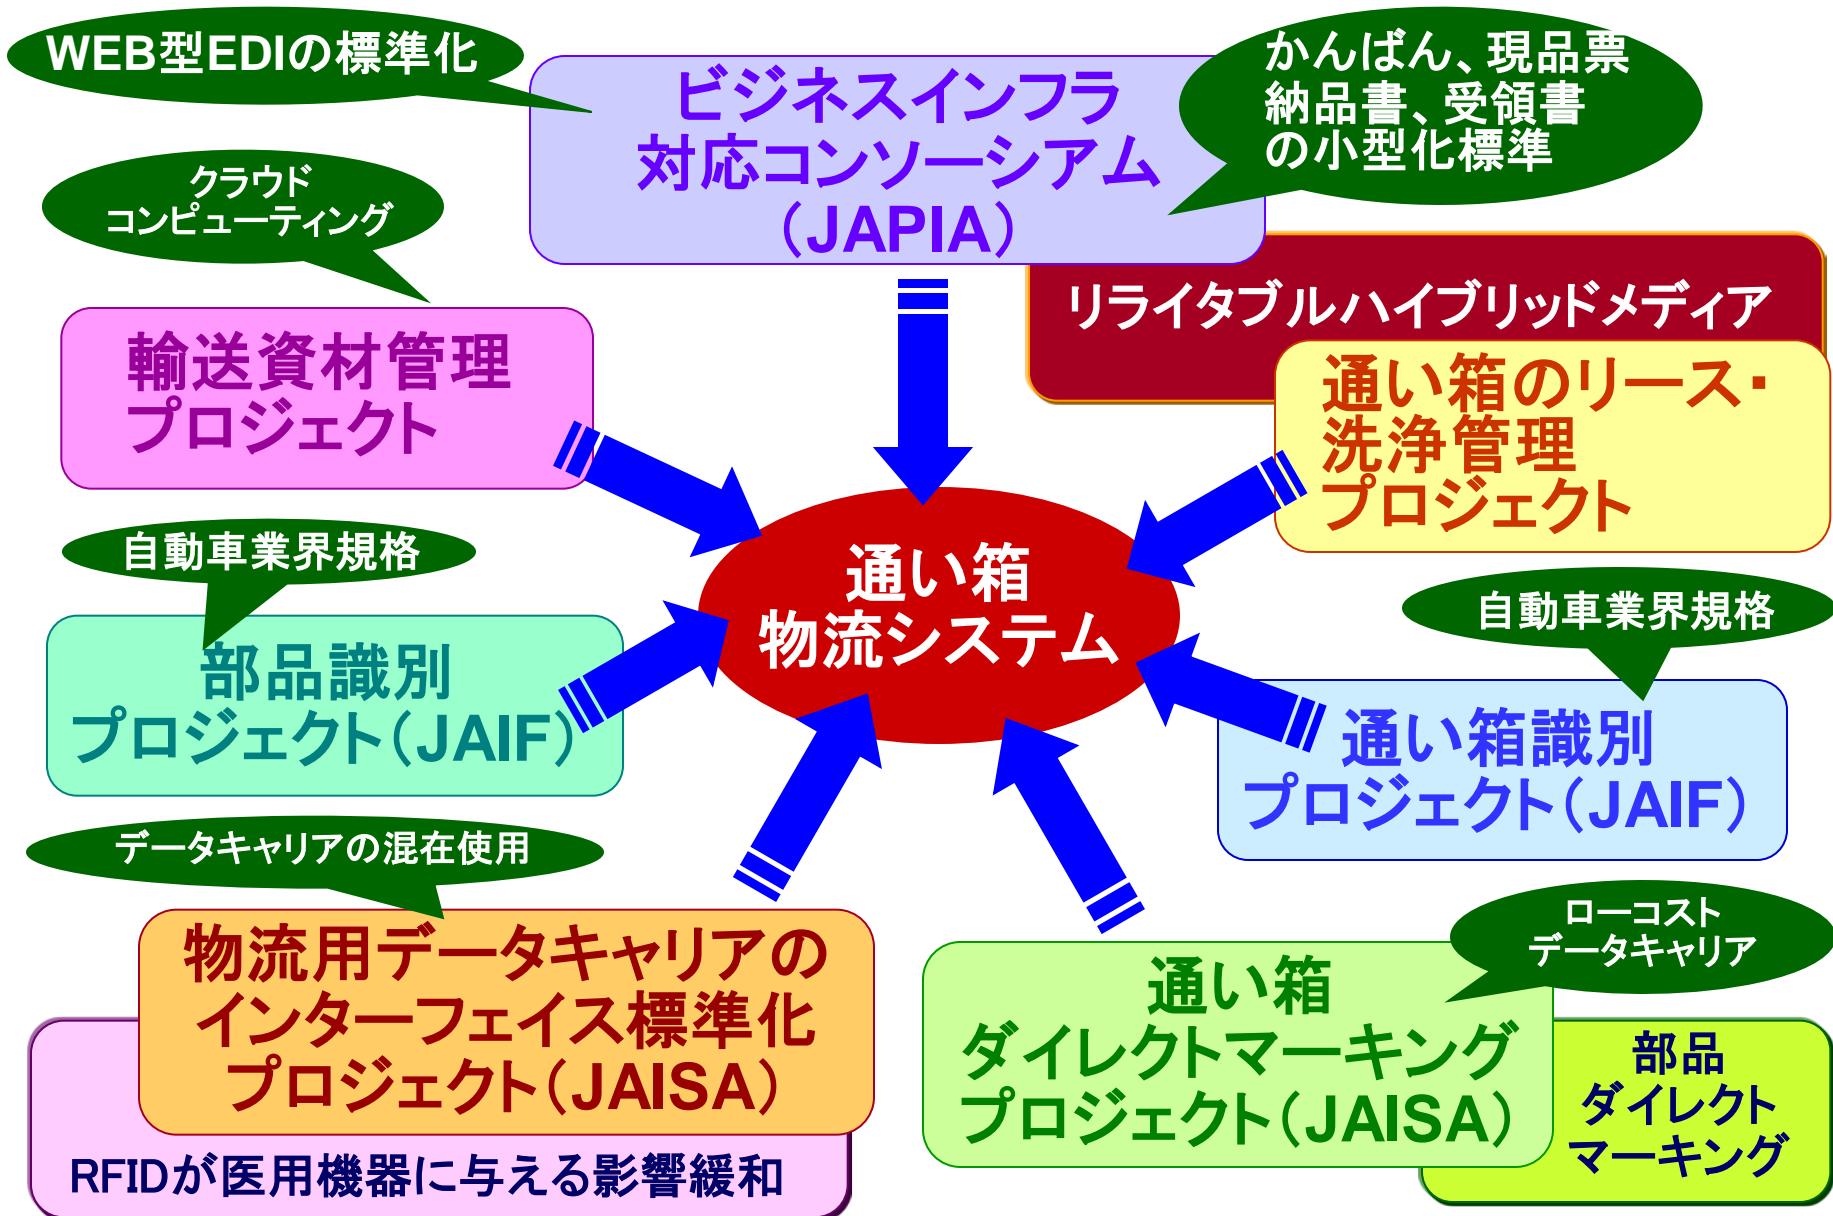 WEB型EDIの標準化
ビジネスインフラ
対応コンソーシアム
（JAPIA）
かんばん、現品票
納品書、受領書
の小型化標準
クラウド
コンピューティング
輸送資材管理
プロジェクト
リライタブルハイブリッドメディア
通い箱のリース・
洗浄管理
プロジェクト
自動車業界規格
部品識別
プロジェクト（JAIF）
通い箱
物流システム
自動車業界規格
通い箱識別
プロジェクト（JAIF）
データキャリアの混在使用
物流用データキャリアの
インターフェイス標準化
プロジェクト（JAISA）
RFIDが医用機器に与える影響緩和
ローコスト
データキャリア
通い箱
ダイレクトマーキング
プロジェクト（JAISA）
部品
ダイレクト
マーキング